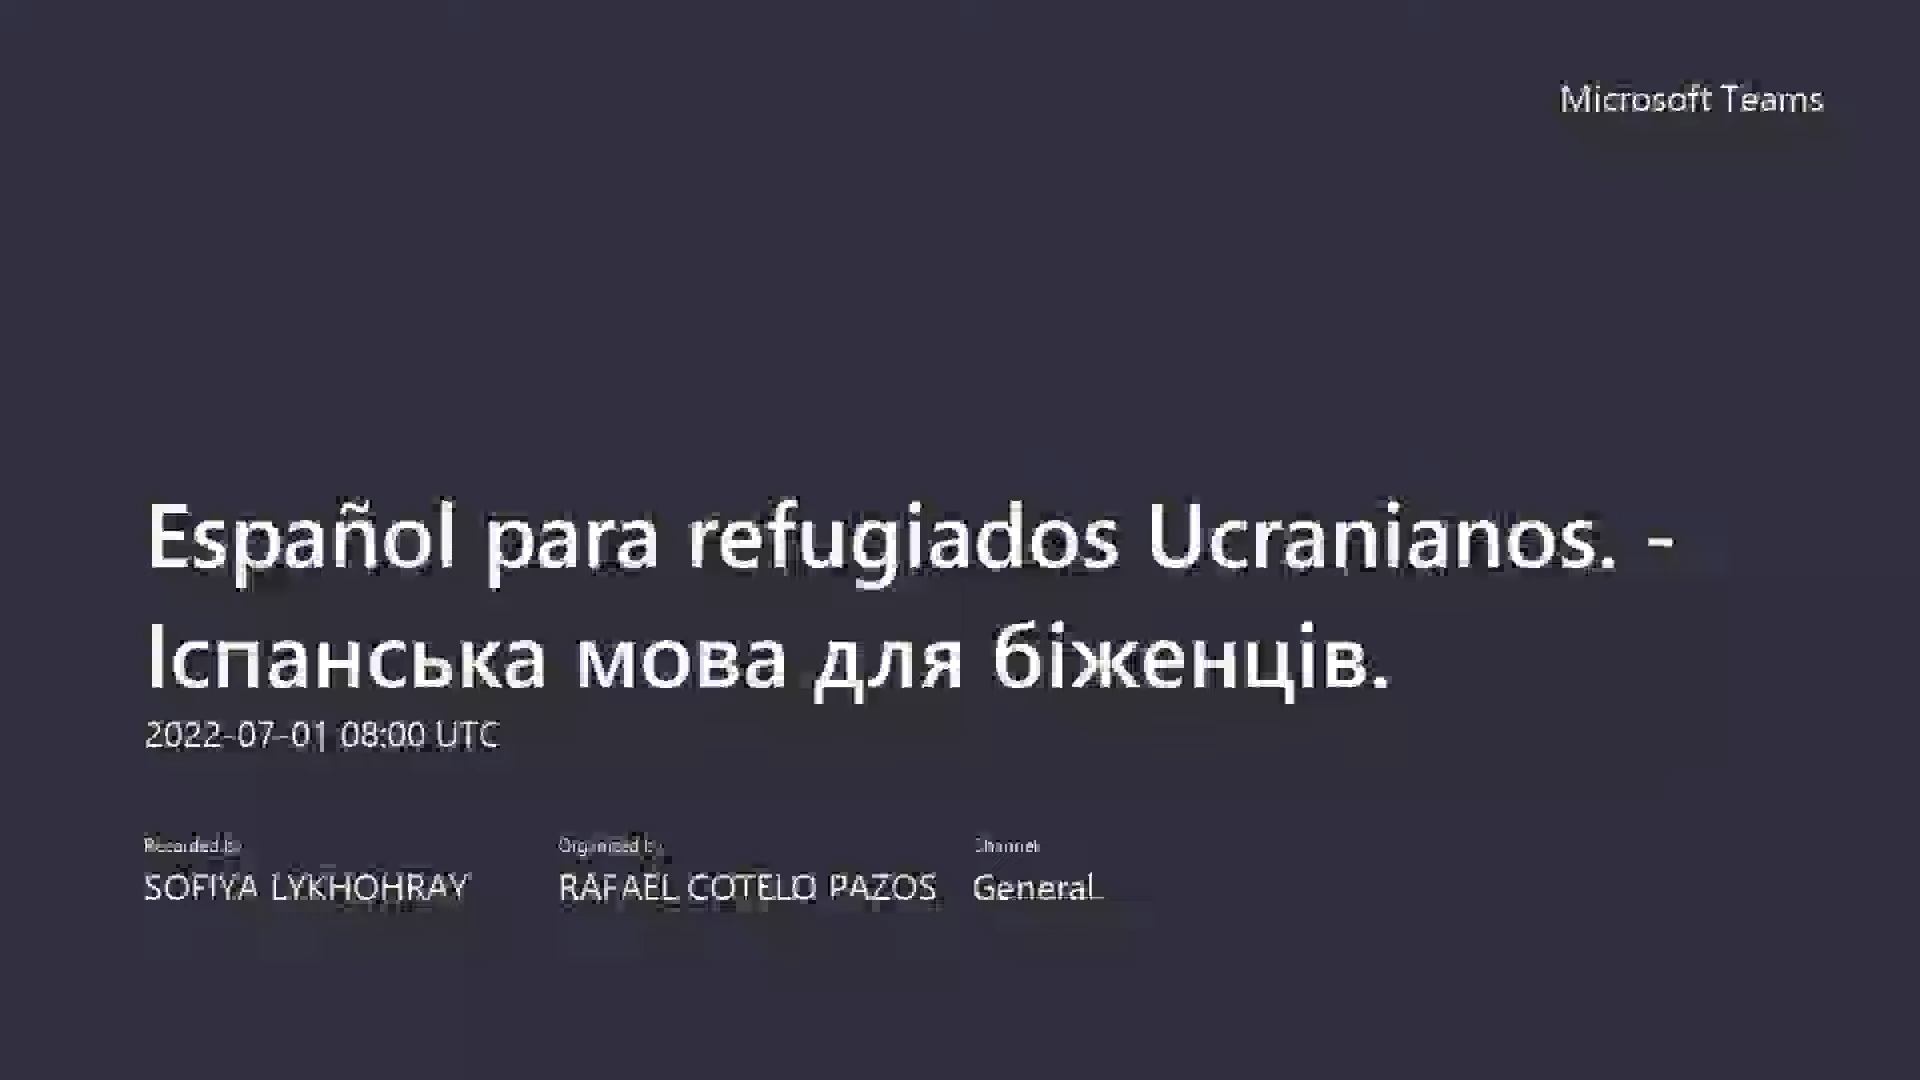 Microsoft Teams
Español para refugiados Ucranianos. -
Іспанська мова для біженців.
2022-07-01 08:00 UTC
Recorded by
SOFIYA LYKHOHRAY
Organized by
RAFAEL COTELO PAZOS
Channel
General